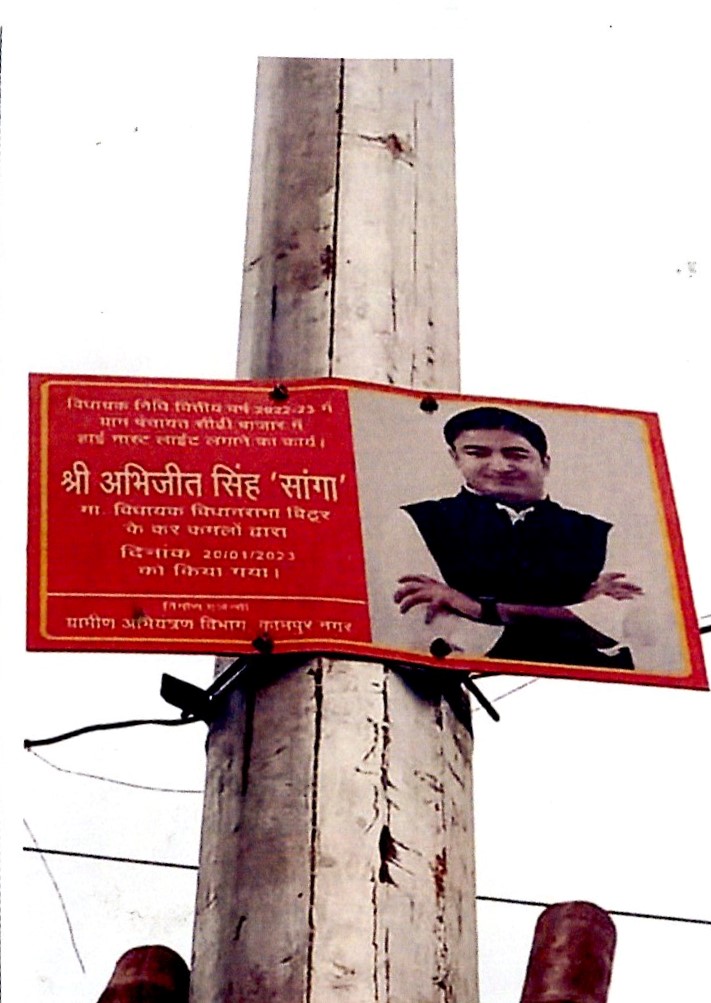 विधायक निधि वित्तीय वर्ष 2022-23 में
ग्राम पंचायत सीढी बाजार में
हाई मास्ट लाईट लगाने का कार्य।
श्री अभिजीत सिंह 'सांगा'
मा. विधायक विधानसभा बिठूर
के कर कमलों द्वारा
दिनांक 20/01/2023
को किया गया।
ग्रामीण अभियंत्रण विभाग कानपुर नगर